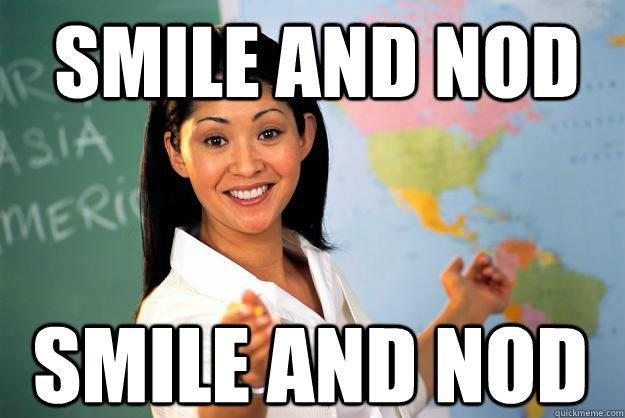 SMILE AND NOD
ASIA
SMILE AND NOD
quickmeme.com